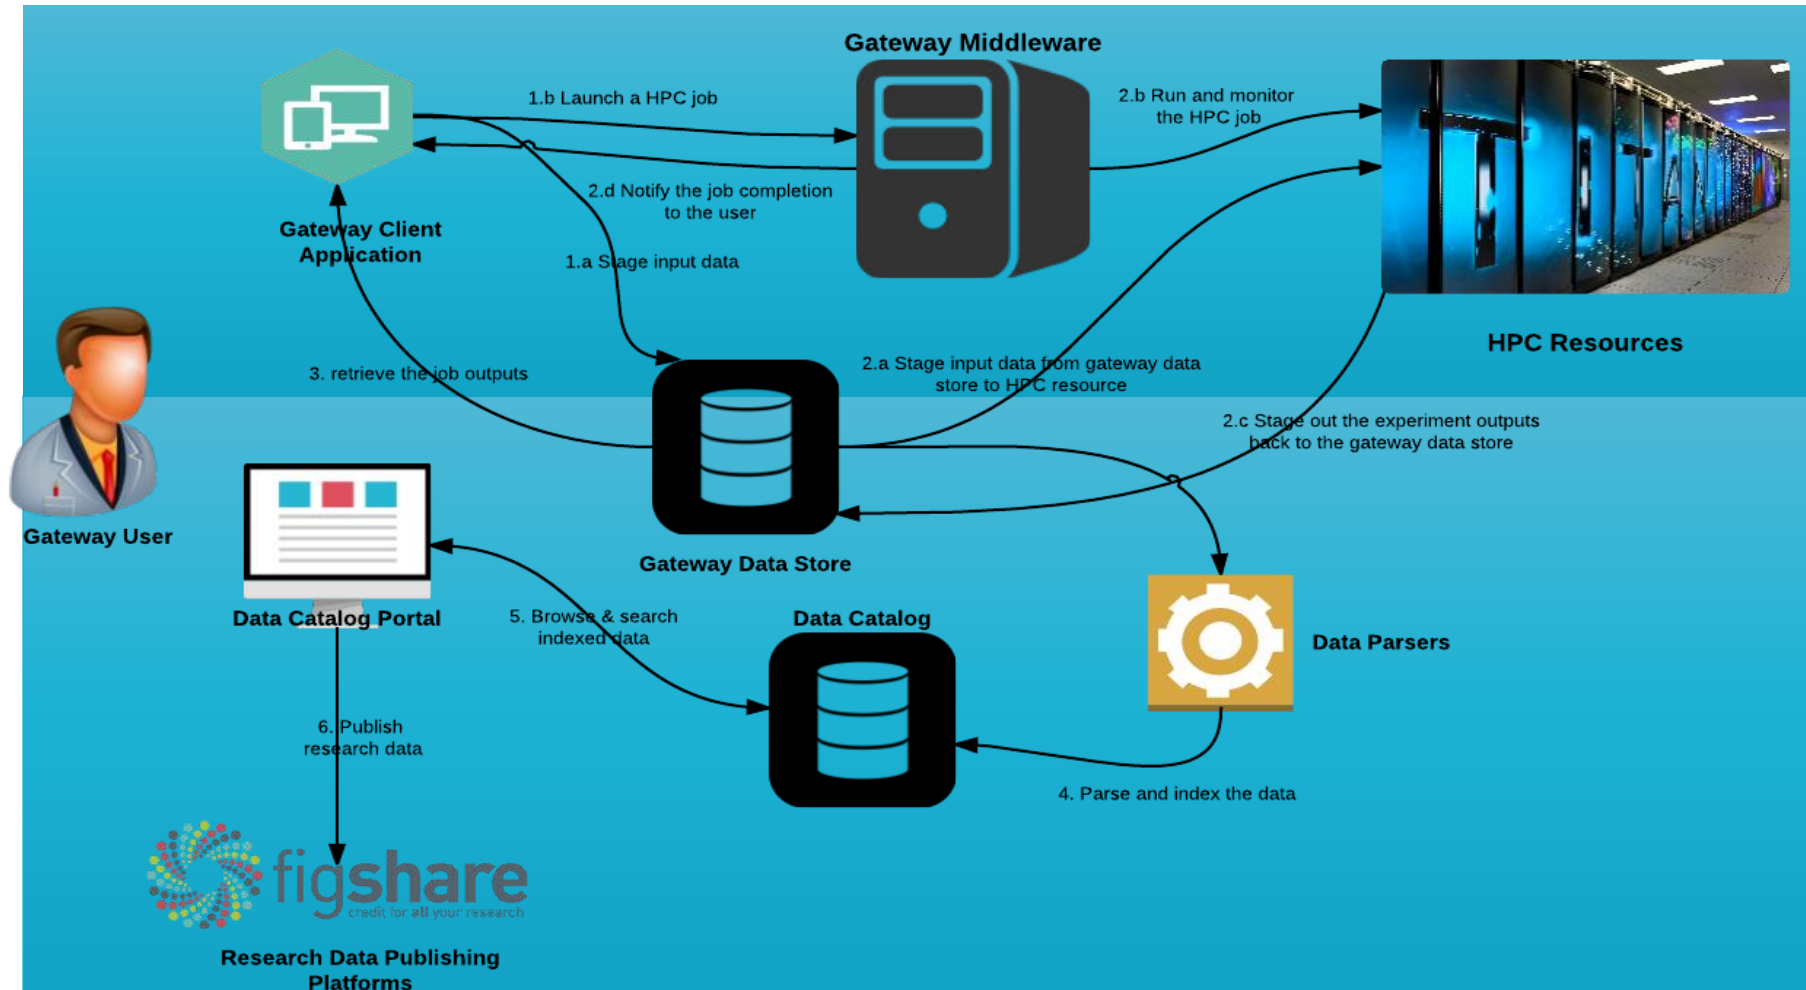 Gateway Middleware
1.b Launch a HPC job
2.b Run and monitor
the HPC job
2.d Notify the job completion
to the user
TITAN
Gateway Client
Application
1.a Stage input data
HPC Resources
3. retrieve the job outputs
2.a Stage input data from gateway data
store to HPC resource
2.c Stage out the experiment outputs
back to the gateway data store
Gateway User
Gateway Data Store
Data Catalog Portal
5. Browse & search
indexed data
Data Catalog
Data Parsers
6. Publish
research data
4. Parse and index the data
figshare
credit for all your research
Research Data Publishing
Platforms